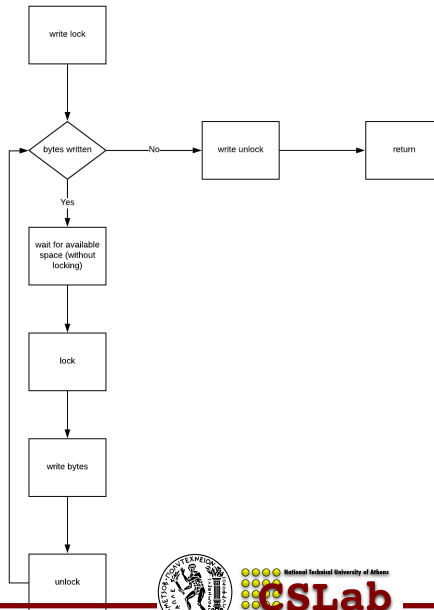 write lock
bytes written
No
write unlock
return
Yes
wait for available
space (without
locking)
lock
write bytes
unlock
National Technical University of Athens
CSLab